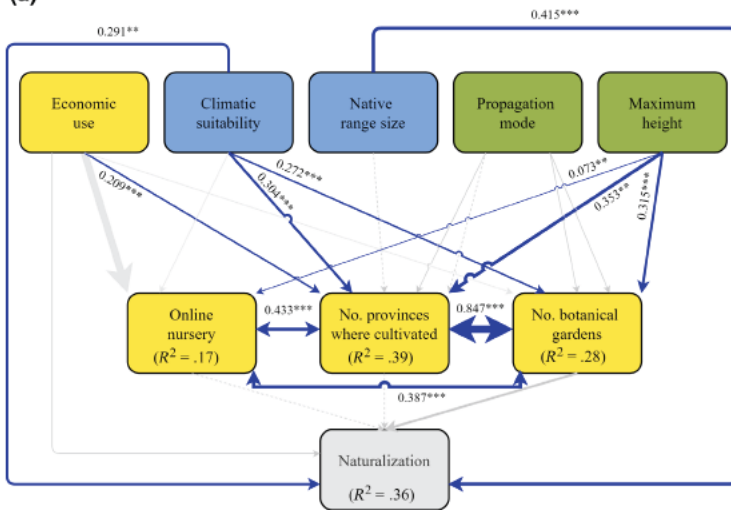 0.291**
0.415***
Economic
use
Climatic
suitability
Native
range size
Propagation
mode
Maximum
height
0.209***
0.304***
0.272***
0.073**
0.353**
0.315***
Online
nursery
(R² = .17)
0.433***
No. provinces
where cultivated
(R² = .39)
0.847***
No. botanical
gardens
(R² = .28)
0.387***
Naturalization
(R² = .36)